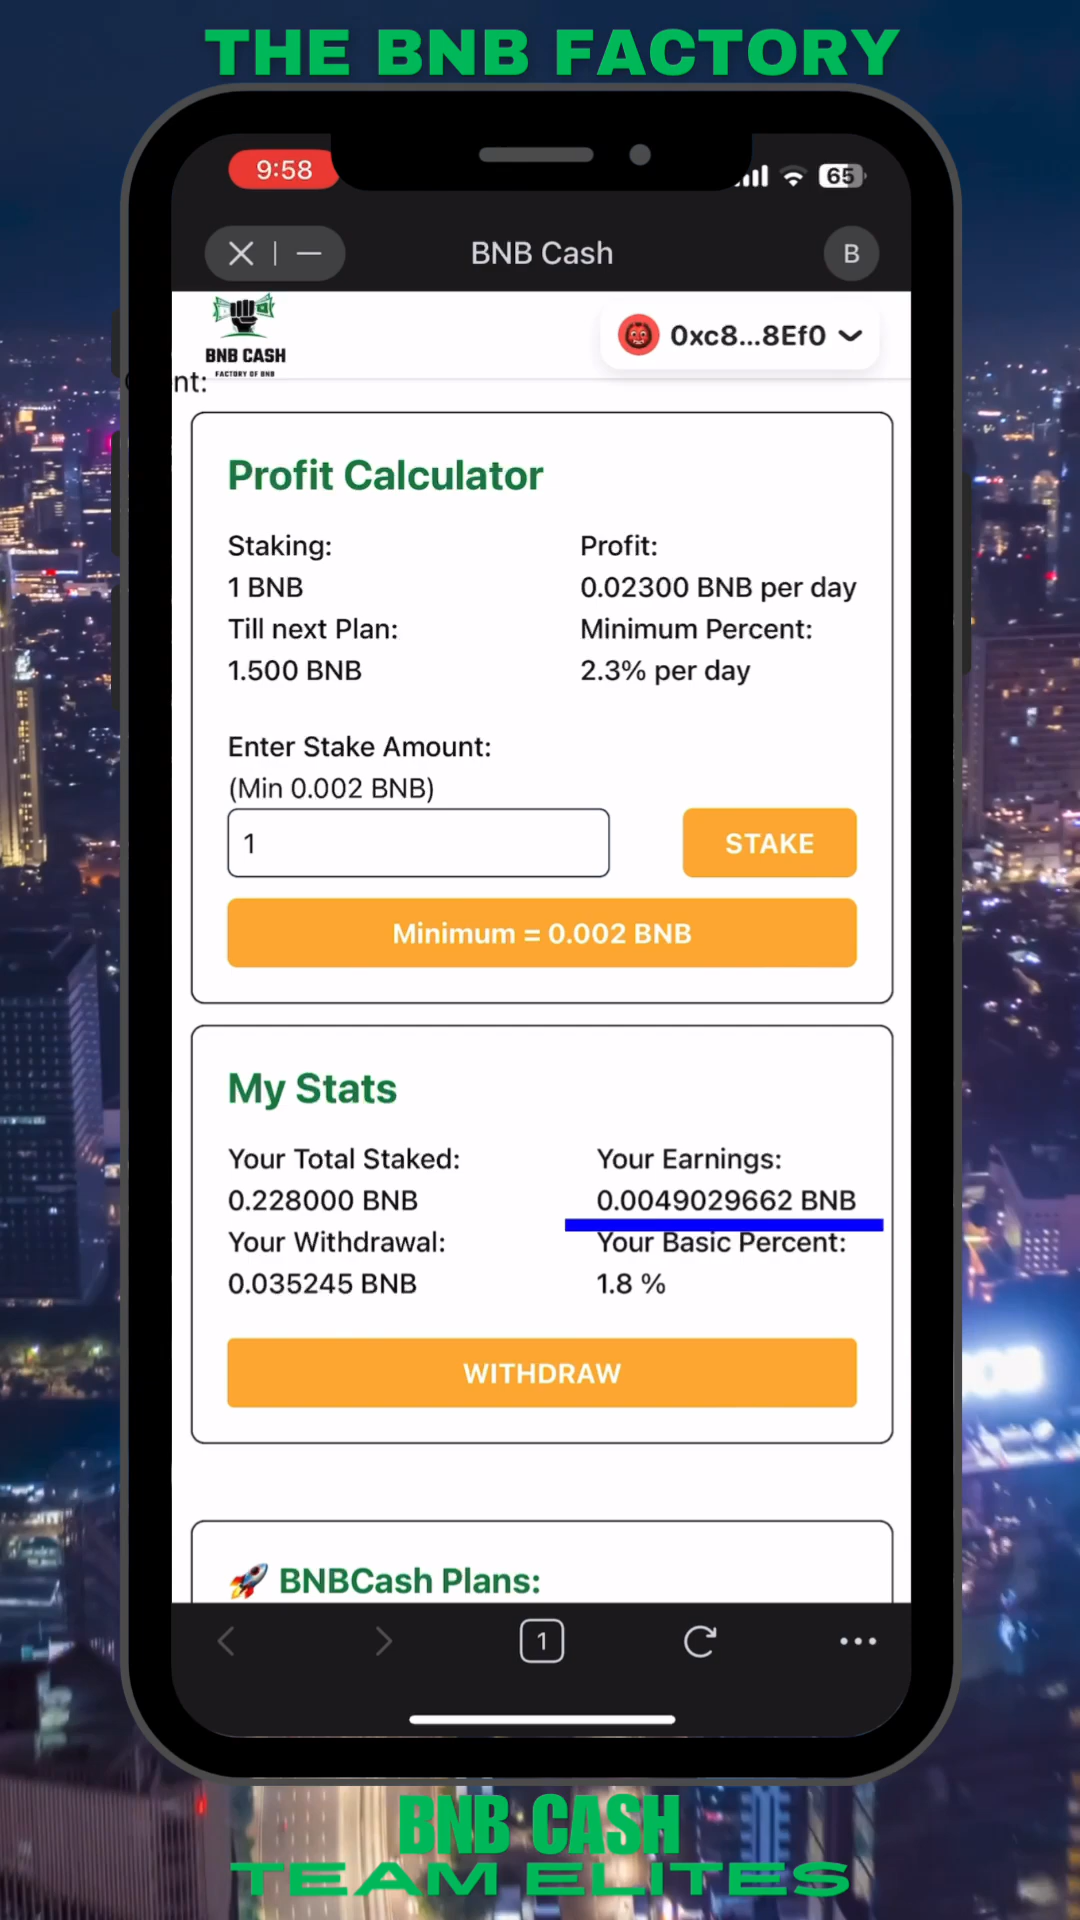 THE BNB FACTORY
9:58
65
BNB Cash
B
BNB CASH
FACTORY OF BNB
0xc8...8Ef0
nt:
Profit Calculator
Staking:
1 BNB
Till next Plan:
1.500 BNB
Profit:
0.02300 BNB per day
Minimum Percent:
2.3% per day
Enter Stake Amount:
(Min 0.002 BNB)
1
STAKE
Minimum = 0.002 BNB
My Stats
Your Total Staked:
0.228000 BNB
Your Withdrawal:
0.035245 BNB
Your Earnings:
0.0049029662 BNB
Your Basic Percent:
1.8 %
WITHDRAW
🚀 BNBCash Plans:
1
BNB CASH
TEAM ELITES